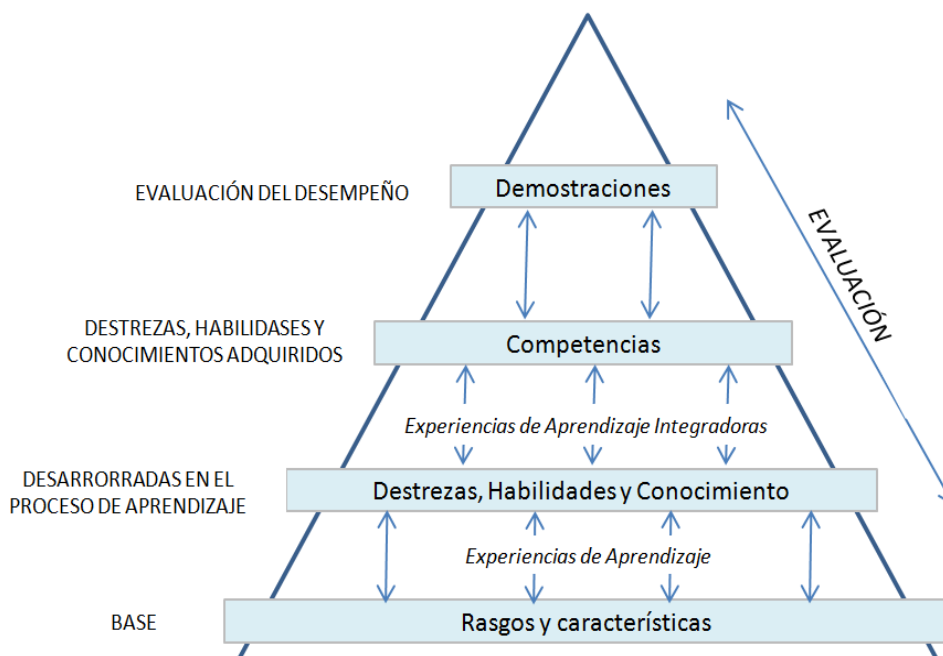 EVALUACIÓN DEL DESEMPEÑO
Demostraciones
EVALUACIÓN
DESTREZAS, HABILIDASES Y
CONOCIMIENTOS ADQUIRIDOS
Competencias
Experiencias de Aprendizaje Integradoras
DESARRORRADAS EN EL
PROCESO DE APRENDIZAJE
Destrezas, Habilidades y Conocimiento
Experiencias de Aprendizaje
BASE
Rasgos y características